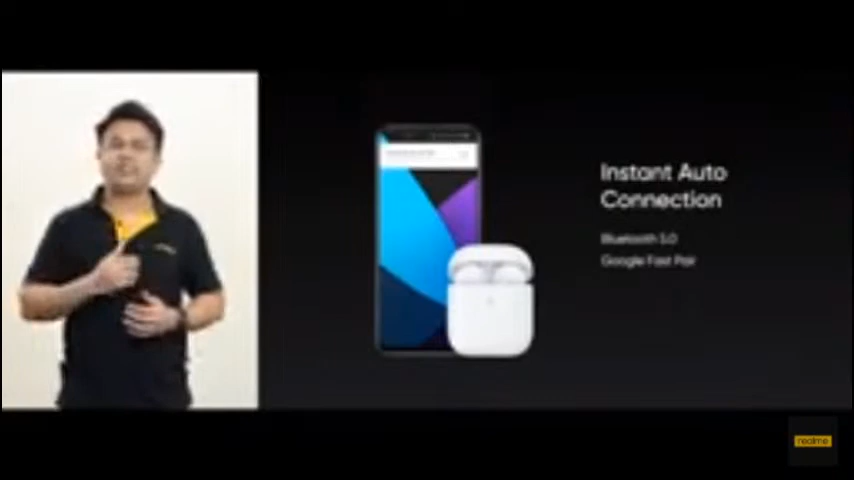 Instant Auto
Connection
Bluetooth 5.0
Google Fast Pair
realme